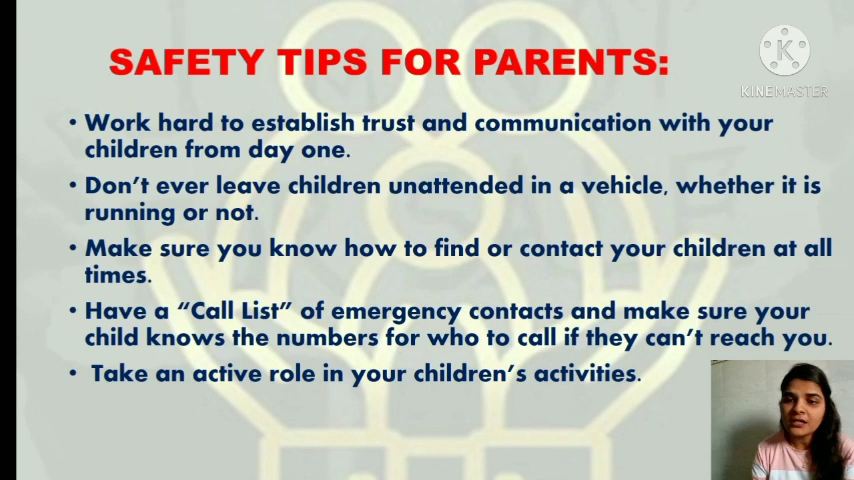 SAFETY TIPS FOR PARENTS:
K
KINEMASTER
• Work hard to establish trust and communication with your
children from day one.
• Don't ever leave children unattended in a vehicle, whether it is
running or not.
• Make sure you know how to find or contact your children at all
times.
• Have a “Call List” of emergency contacts and make sure your
child knows the numbers for who to call if they can't reach you.
• Take an active role in your children's activities.